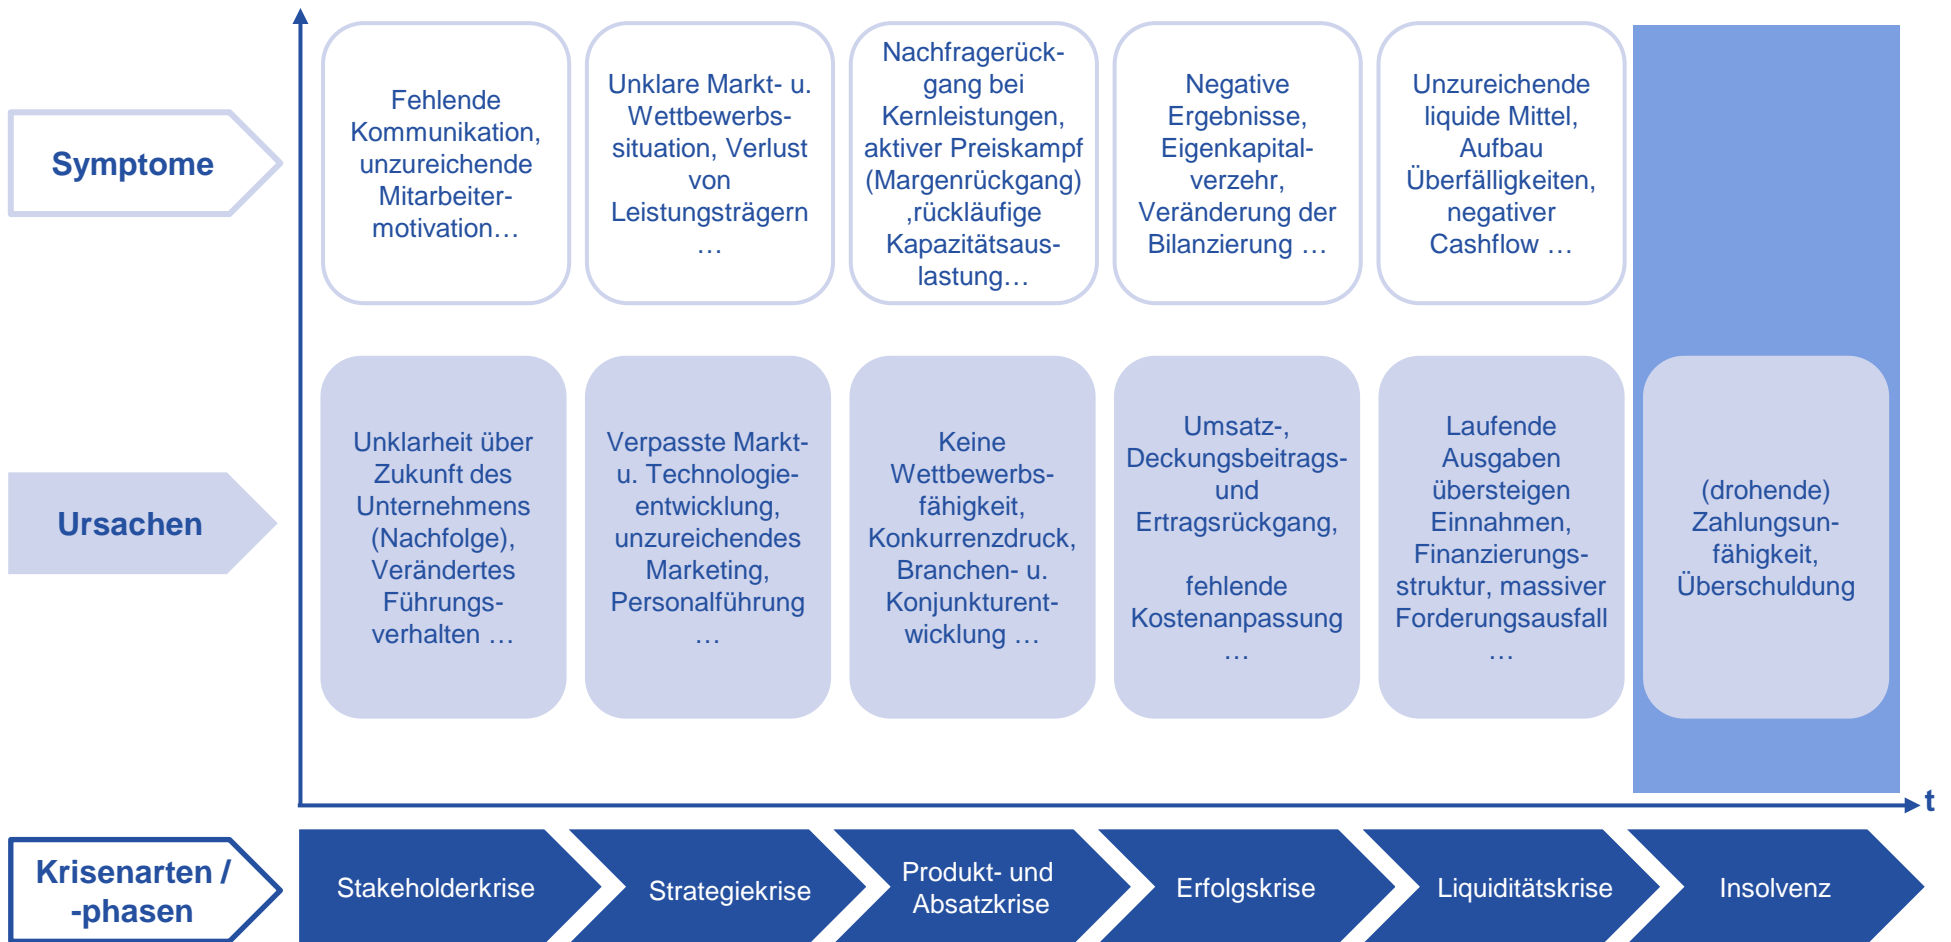 Symptome
Fehlende
Kommunikation,
unzureichende
Mitarbeiter-
motivation…
Unklare Markt- u.
Wettbewerbs-
situation, Verlust
von
Leistungsträgern
…
Nachfragerück-
gang bei
Kernleistungen,
aktiver Preiskampf
(Margenrückgang)
,rückläufige
Kapazitätsaus-
lastung…
Negative
Ergebnisse,
Eigenkapital-
verzehr,
Veränderung der
Bilanzierung …
Unzureichende
liquide Mittel,
Aufbau
Überfälligkeiten,
negativer
Cashflow …
Ursachen
Unklarheit über
Zukunft des
Unternehmens
(Nachfolge),
Verändertes
Führungs-
verhalten …
Verpasste Markt-
u. Technologie-
entwicklung,
unzureichendes
Marketing,
Personalführung
…
Keine
Wettbewerbs-
fähigkeit,
Konkurrenzdruck,
Branchen- u.
Konjunkturent-
wicklung …
Umsatz-,
Deckungsbeitrags-
und
Ertragsrückgang,
fehlende
Kostenanpassung
…
Laufende
Ausgaben
übersteigen
Einnahmen,
Finanzierungs-
struktur, massiver
Forderungsausfall
…
(drohende)
Zahlungsun-
fähigkeit,
Überschuldung
t
Krisenarten /
-phasen
Stakeholderkrise
Strategiekrise
Produkt- und
Absatzkrise
Erfolgskrise
Liquiditätskrise
Insolvenz